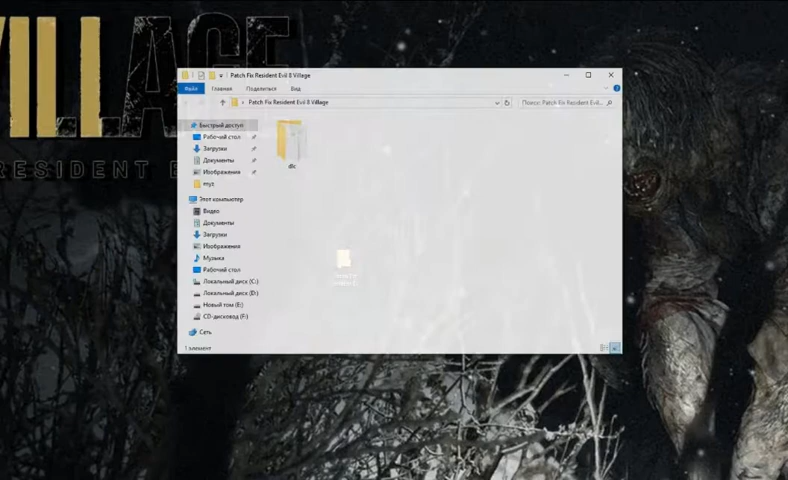 VILLAGE
RESIDENT E
Patch Fix Resident Evil 8 Village
Файл Главная Поделиться Вид
Patch Fix Resident Evil 8 Village
Поиск: Patch Fix Resident Evil...
Быстрый доступ
Рабочий стол
Загрузки
Документы
Изображения
myz
Этот компьютер
Видео
Документы
Загрузки
Изображения
Музыка
Рабочий стол
Локальный диск (C:)
Локальный диск (D:)
Новый том (E:)
CD-дисковод (F:)
Сеть
dlc
1 элемент